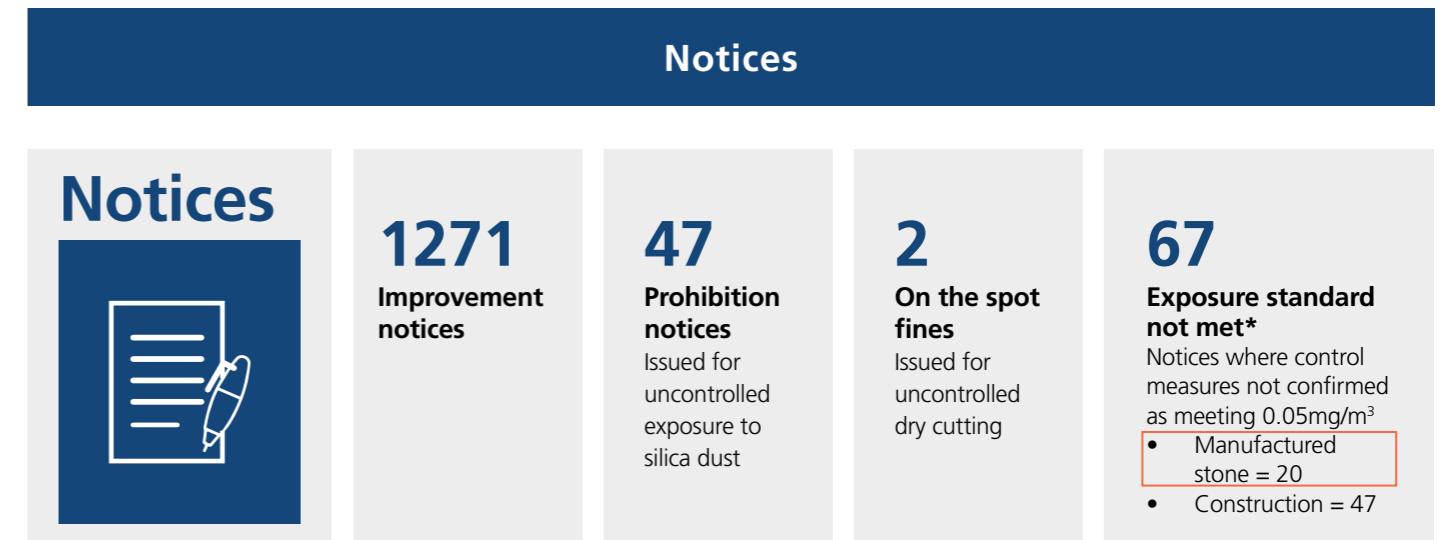 Notices
Notices
1271
Improvement
notices
47
Prohibition
notices
Issued for
uncontrolled
exposure to
silica dust
2
On the spot
fines
Issued for
uncontrolled
dry cutting
67
Exposure standard
not met*
Notices where control
measures not confirmed
as meeting 0.05mg/m³
• Manufactured
stone = 20
• Construction = 47